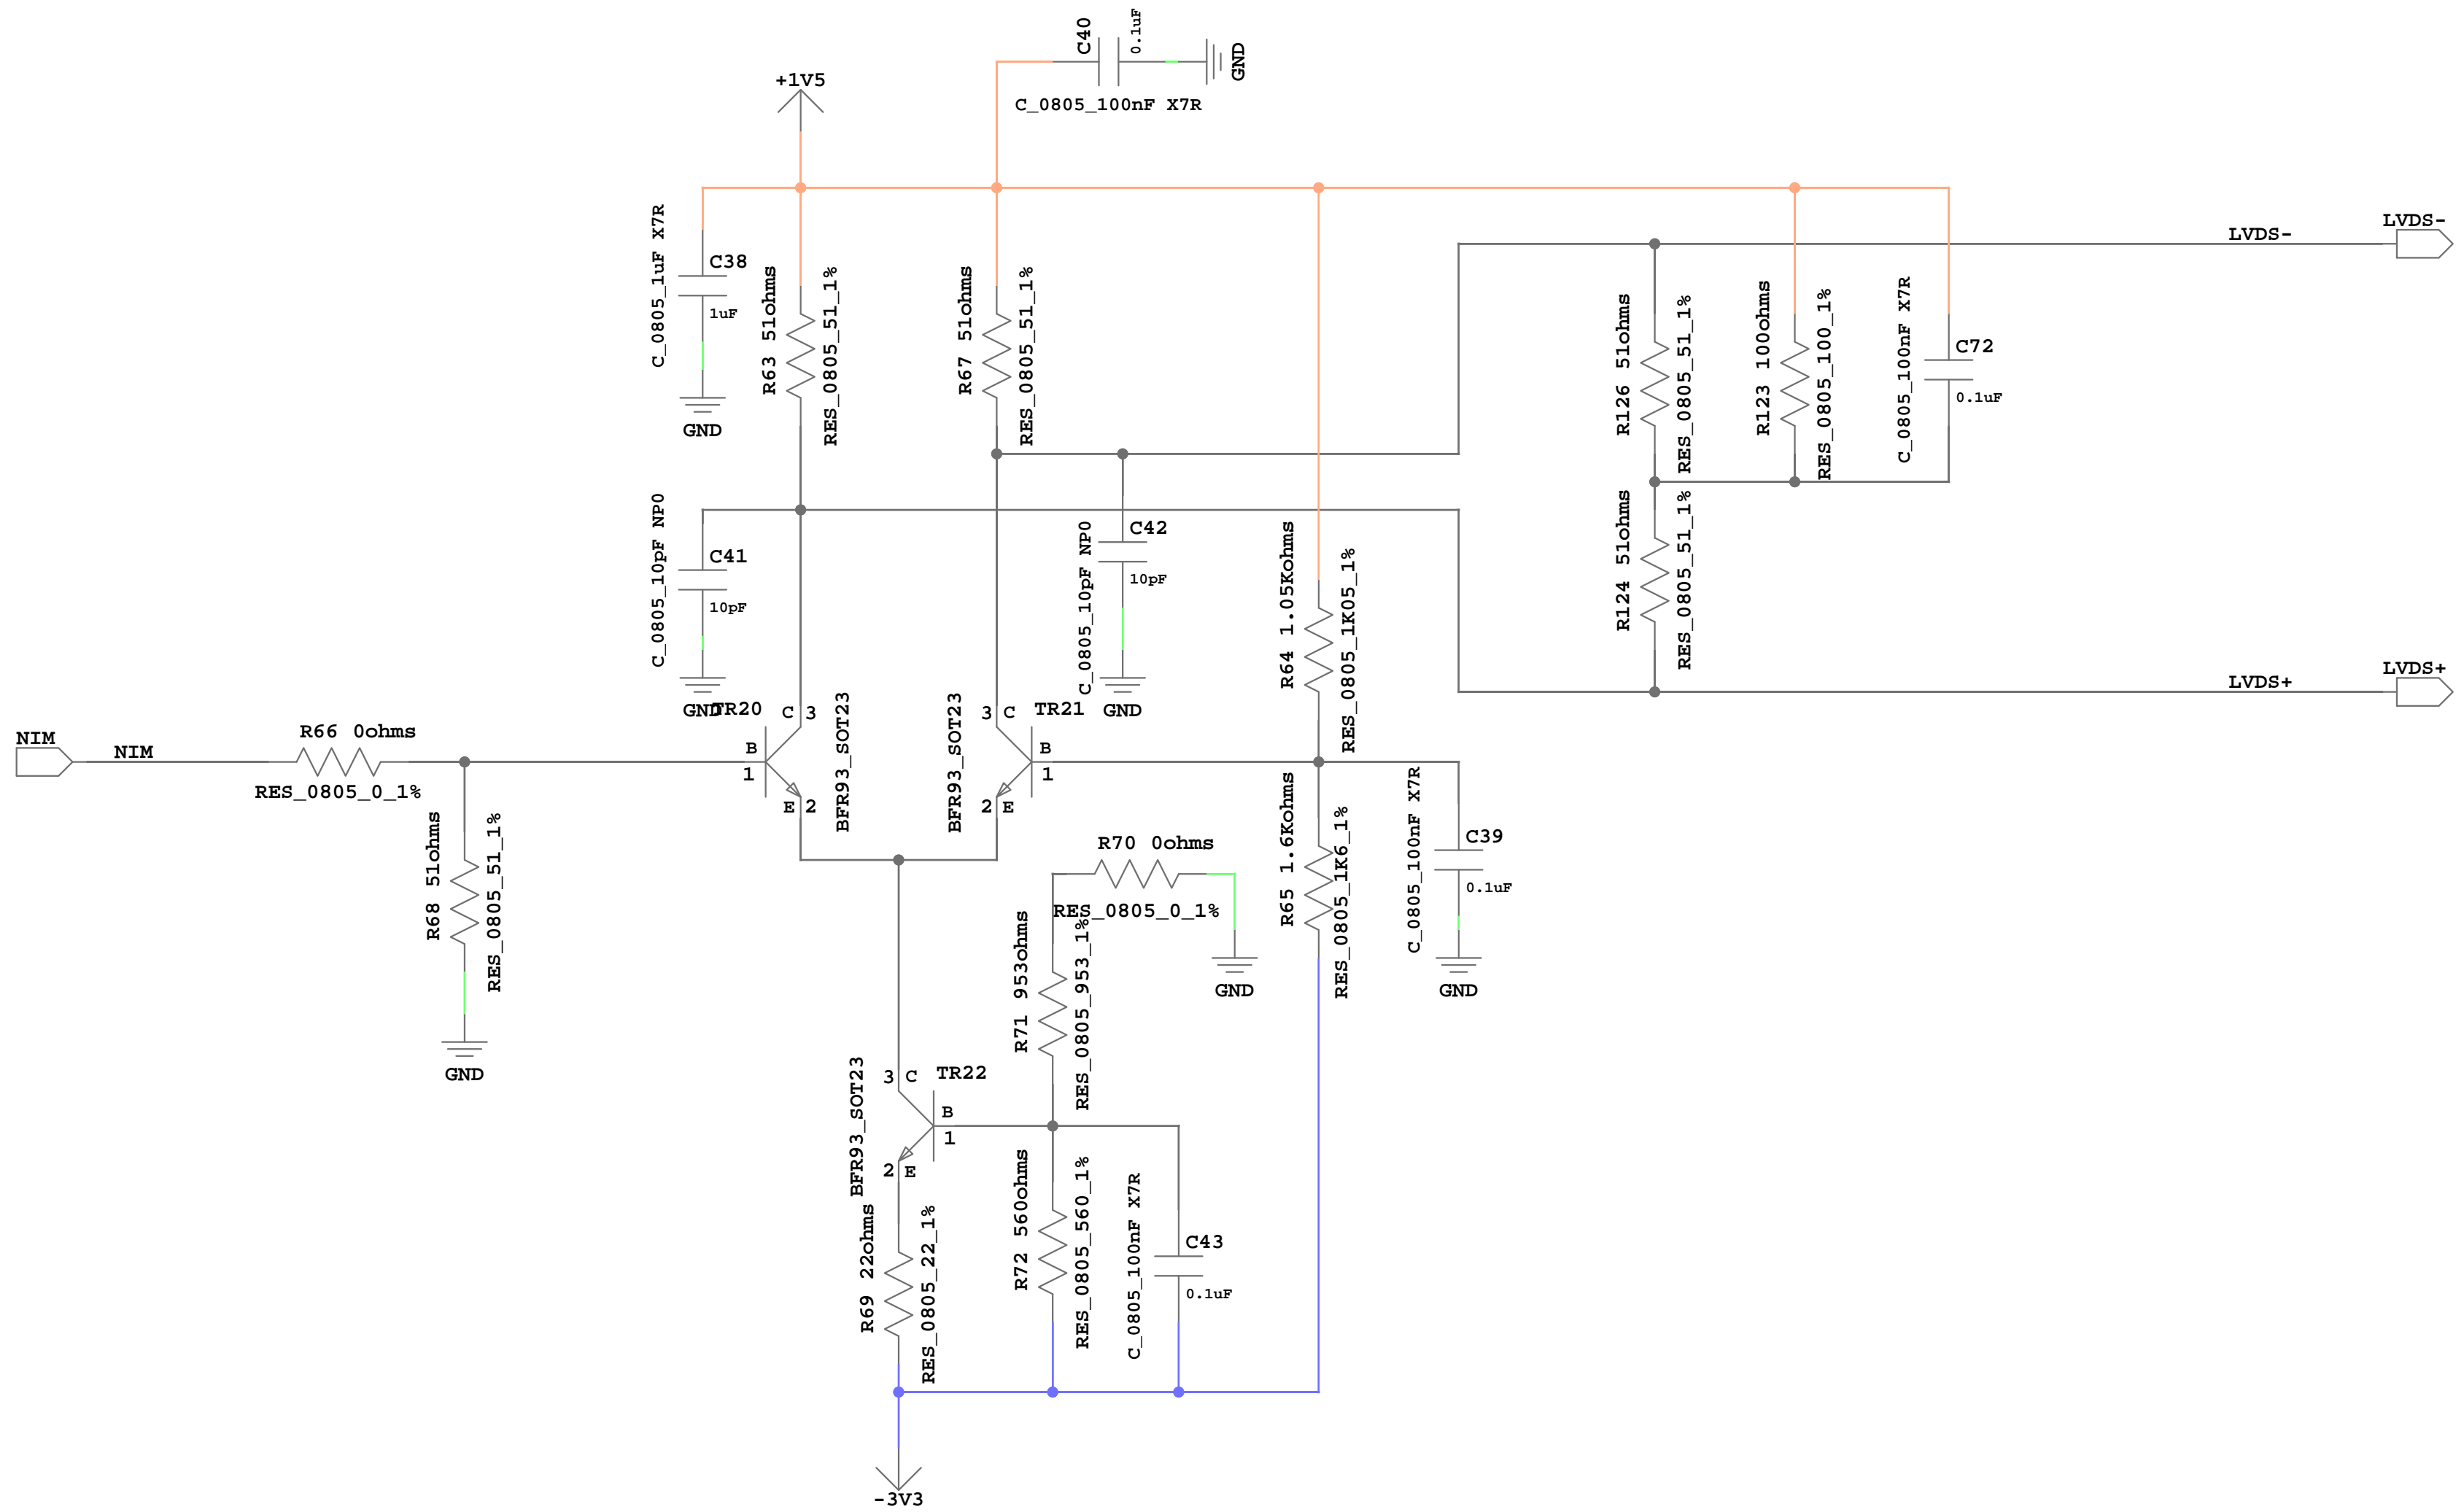 C40
0.1uF
GND
C_0805_100nF X7R
+1V5
C_0805_1uF X7R
C38
1uF
GND
R63 51ohms
RES_0805_51_1%
R67 51ohms
RES_0805_51_1%
LVDS-
LVDS-
R126 51ohms
RES_0805_51_1%
R123 100ohms
RES_0805_100_1%
C_0805_100nF X7R
C72
0.1uF
C_0805_10pF NP0
C41
10pF
GND
C_0805_10pF NP0
C42
10pF
GND
R64 1.05Kohms
RES_0805_1K05_1%
R124 51ohms
RES_0805_51_1%
LVDS+
LVDS+
NIM
NIM
R66 0ohms
RES_0805_0_1%
R68 51ohms
RES_0805_51_1%
GND
TR20
C 3
B
1
E 2
BFR93_SOT23
BFR93_SOT23
3 C
TR21
B
1
2 E
R70 0ohms
RES_0805_0_1%
GND
R65 1.6Kohms
RES_0805_1K6_1%
C_0805_100nF X7R
C39
0.1uF
GND
R71 953ohms
RES_0805_953_1%
BFR93_SOT23
3 C
TR22
B
1
2 E
R69 22ohms
RES_0805_22_1%
R72 560ohms
RES_0805_560_1%
C_0805_100nF X7R
C43
0.1uF
-3V3